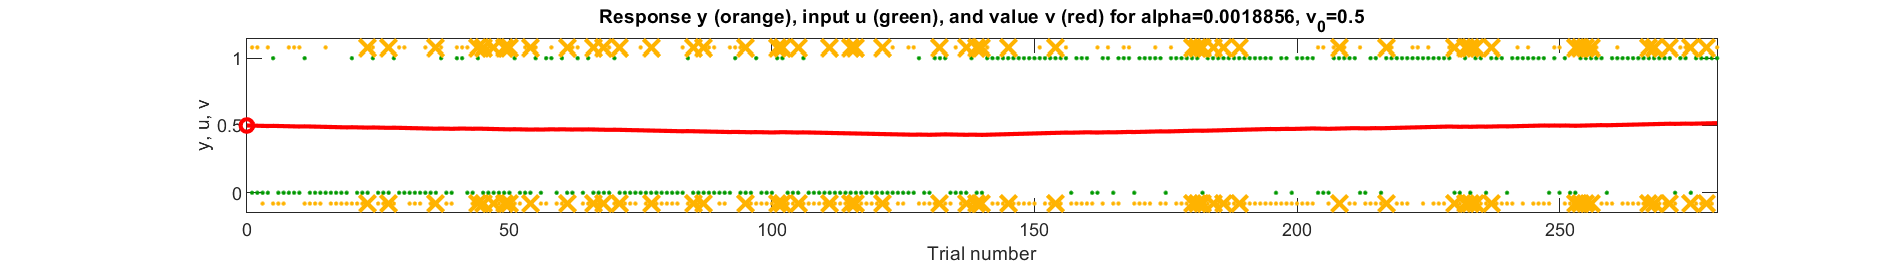 Response y (orange), input u (green), and value v (red) for alpha=0.0018856, v0=0.5
y, u, v
1
0.5
0
0 50 100 150 200 250
Trial number